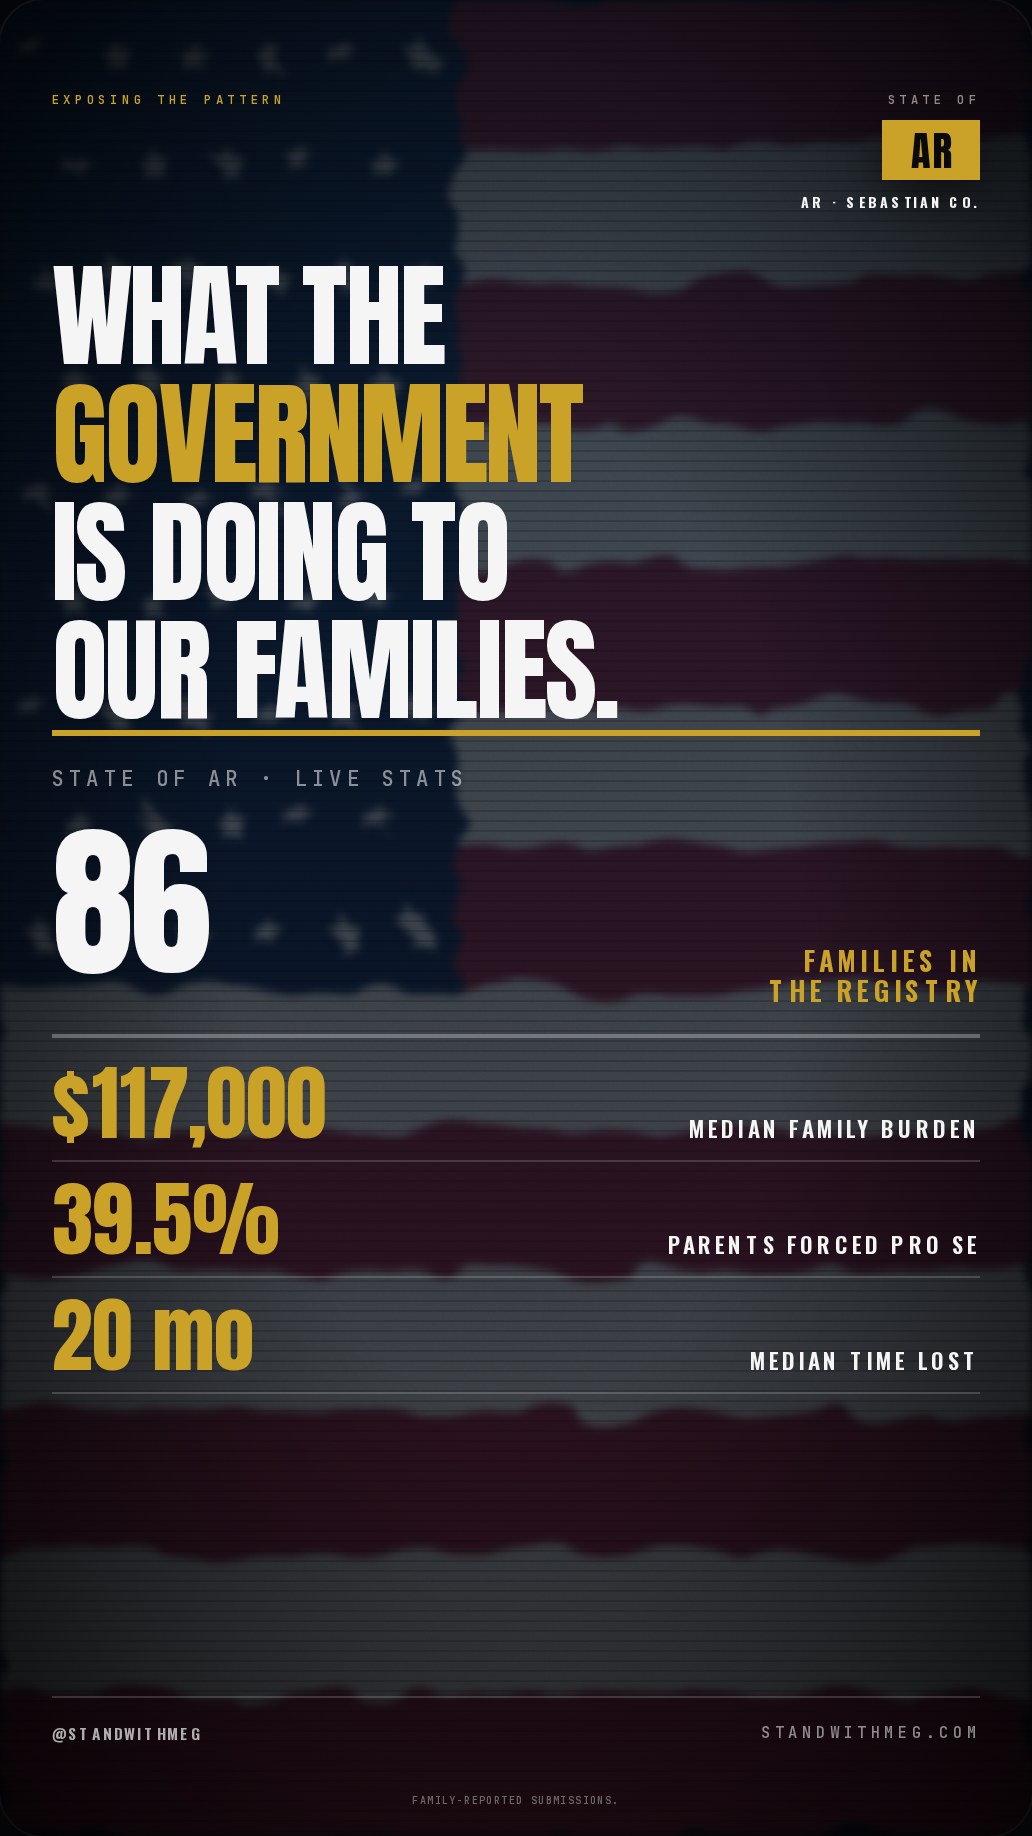 EXPOSING THE PATTERN
STATE OF
AR
AR · SEBASTIAN CO.
WHAT THE
GOVERNMENT
IS DOING TO
OUR FAMILIES.
STATE OF AR · LIVE STATS
86
FAMILIES IN
THE REGISTRY
$117,000
MEDIAN FAMILY BURDEN
39.5%
PARENTS FORCED PRO SE
20 mo
MEDIAN TIME LOST
@STANDWITHMEG
STANDWITHMEG.COM
FAMILY-REPORTED SUBMISSIONS.